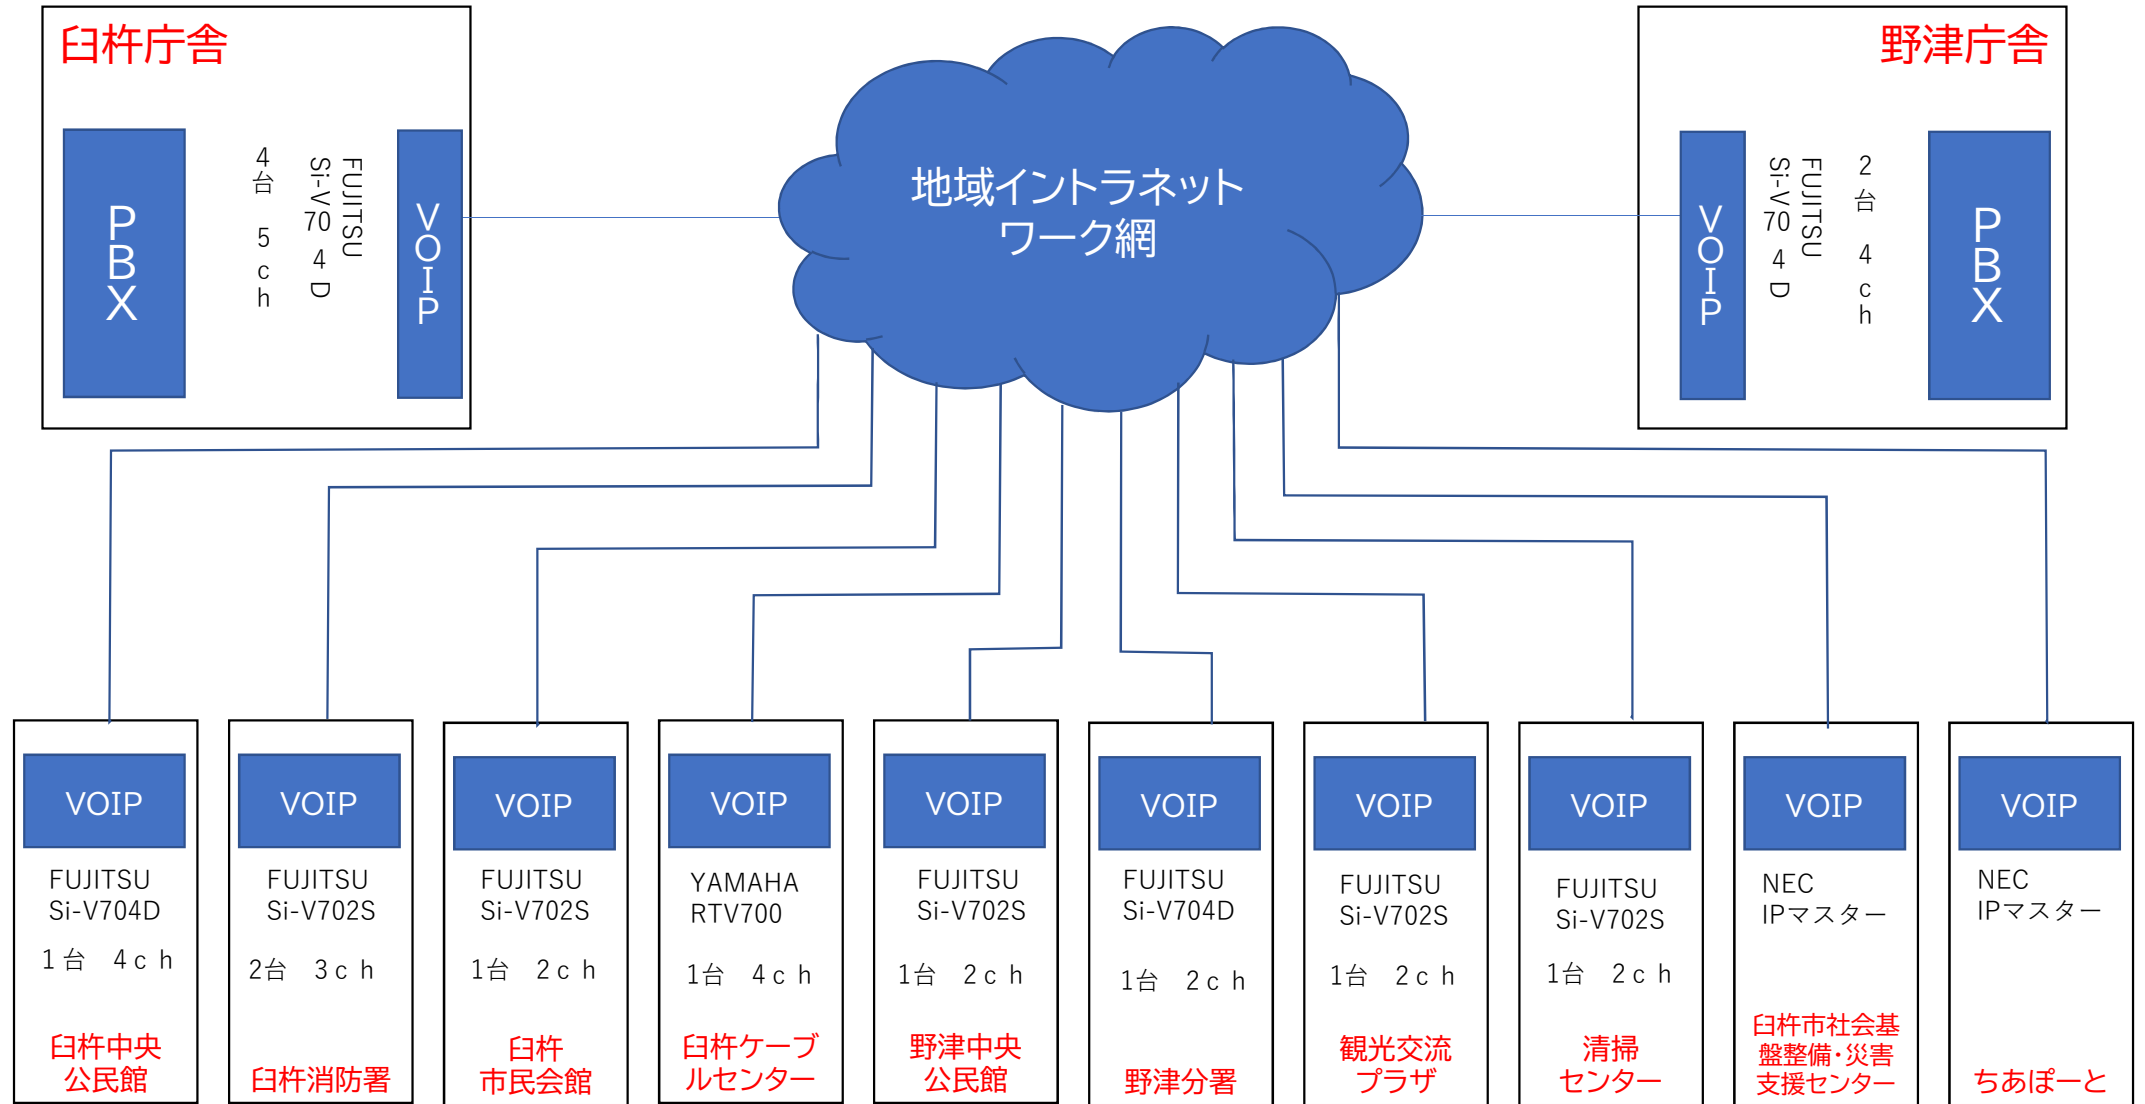 臼杵庁舎
PBX
4台 5ch
FUJITSU
Si-V704D
VOIP
地域イントラネット
ワーク網
野津庁舎
VOIP
FUJITSU
Si-V704D
2台 4ch
PBX
VOIP
FUJITSU
Si-V704D
1台 4ch
臼杵中央
公民館
VOIP
FUJITSU
Si-V702S
2台 3ch
臼杵消防署
VOIP
FUJITSU
Si-V702S
1台 2ch
臼杵
市民会館
VOIP
YAMAHA
RTV700
1台 4ch
臼杵ケーブ
ルセンター
VOIP
FUJITSU
Si-V702S
1台 2ch
野津中央
公民館
VOIP
FUJITSU
Si-V704D
1台 2ch
野津分署
VOIP
FUJITSU
Si-V702S
1台 2ch
観光交流
プラザ
VOIP
FUJITSU
Si-V702S
1台 2ch
清掃
センター
VOIP
NEC
IPマスター
臼杵市社会基
盤整備・災害
支援センター
VOIP
NEC
IPマスター
ちあぽーと